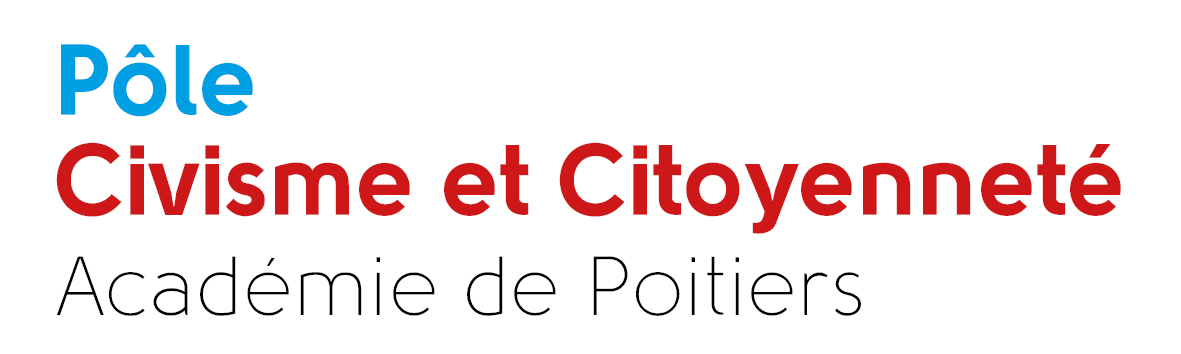 Pôle
Civisme et Citoyenneté
Académie de Poitiers